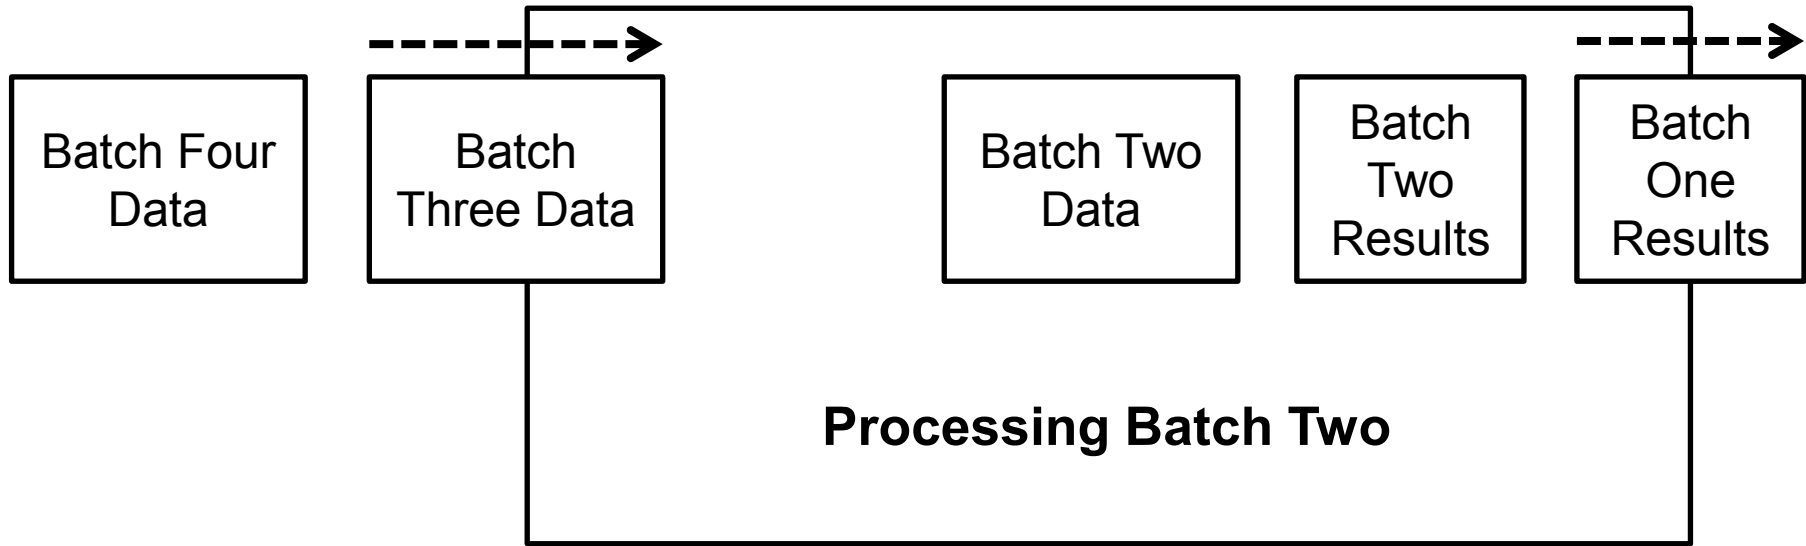 Batch Four
Data
Batch
Three Data
Batch Two
Data
Batch
Two
Results
Batch
One
Results
Processing Batch Two